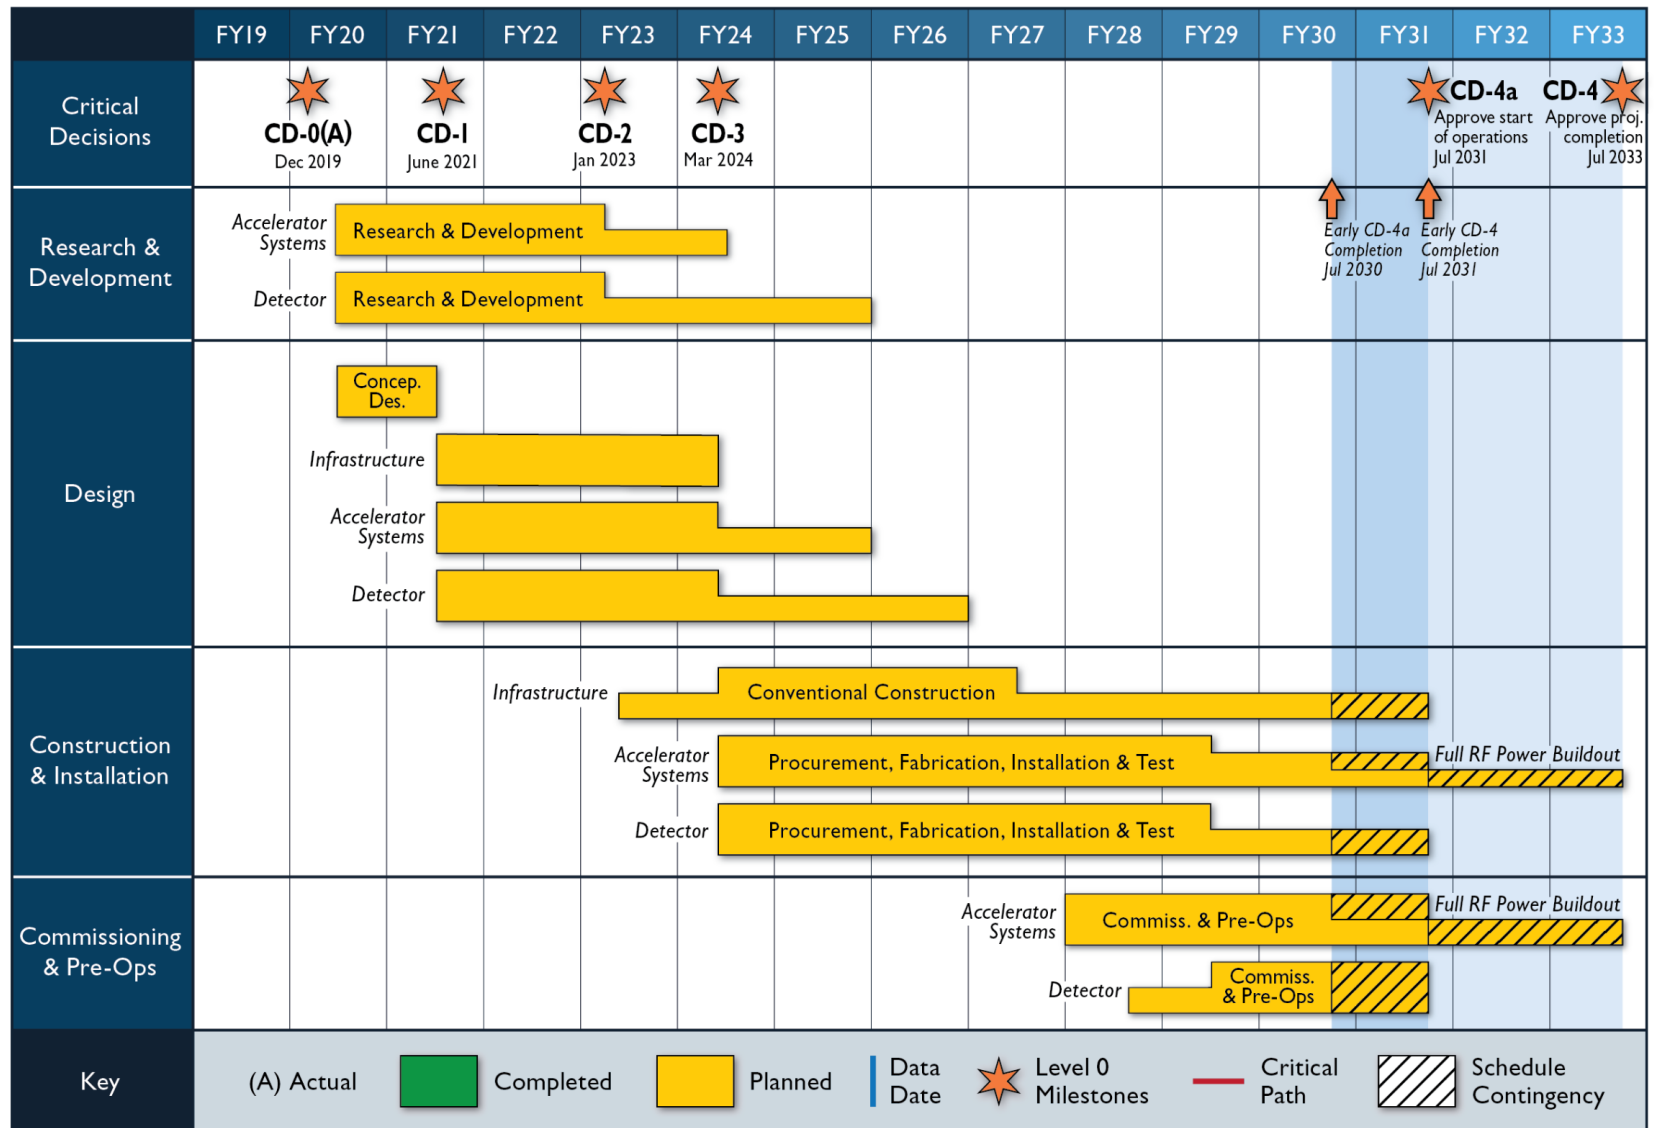 FY19 FY20 FY21 FY22 FY23 FY24 FY25 FY26 FY27 FY28 FY29 FY30 FY31 FY32 FY33
Critical
Decisions
CD-0(A)
Dec 2019
CD-1
June 2021
CD-2
Jan 2023
CD-3
Mar 2024
CD-4a
Approve start
of operations
Jul 2031
CD-4
Approve proj.
completion
Jul 2033
Early CD-4a
Completion
Jul 2030
Early CD-4
Completion
Jul 2031
Research &
Development
Accelerator
Systems
Research & Development
Detector
Research & Development
Design
Concep.
Des.
Infrastructure
Accelerator
Systems
Detector
Construction
& Installation
Infrastructure
Conventional Construction
Accelerator
Systems
Procurement, Fabrication, Installation & Test
Full RF Power Buildout
Detector
Procurement, Fabrication, Installation & Test
Commissioning
& Pre-Ops
Accelerator
Systems
Commiss. & Pre-Ops
Full RF Power Buildout
Detector
Commiss.
& Pre-Ops
Key
(A) Actual
Completed
Planned
Data
Date
Level 0
Milestones
Critical
Path
Schedule
Contingency